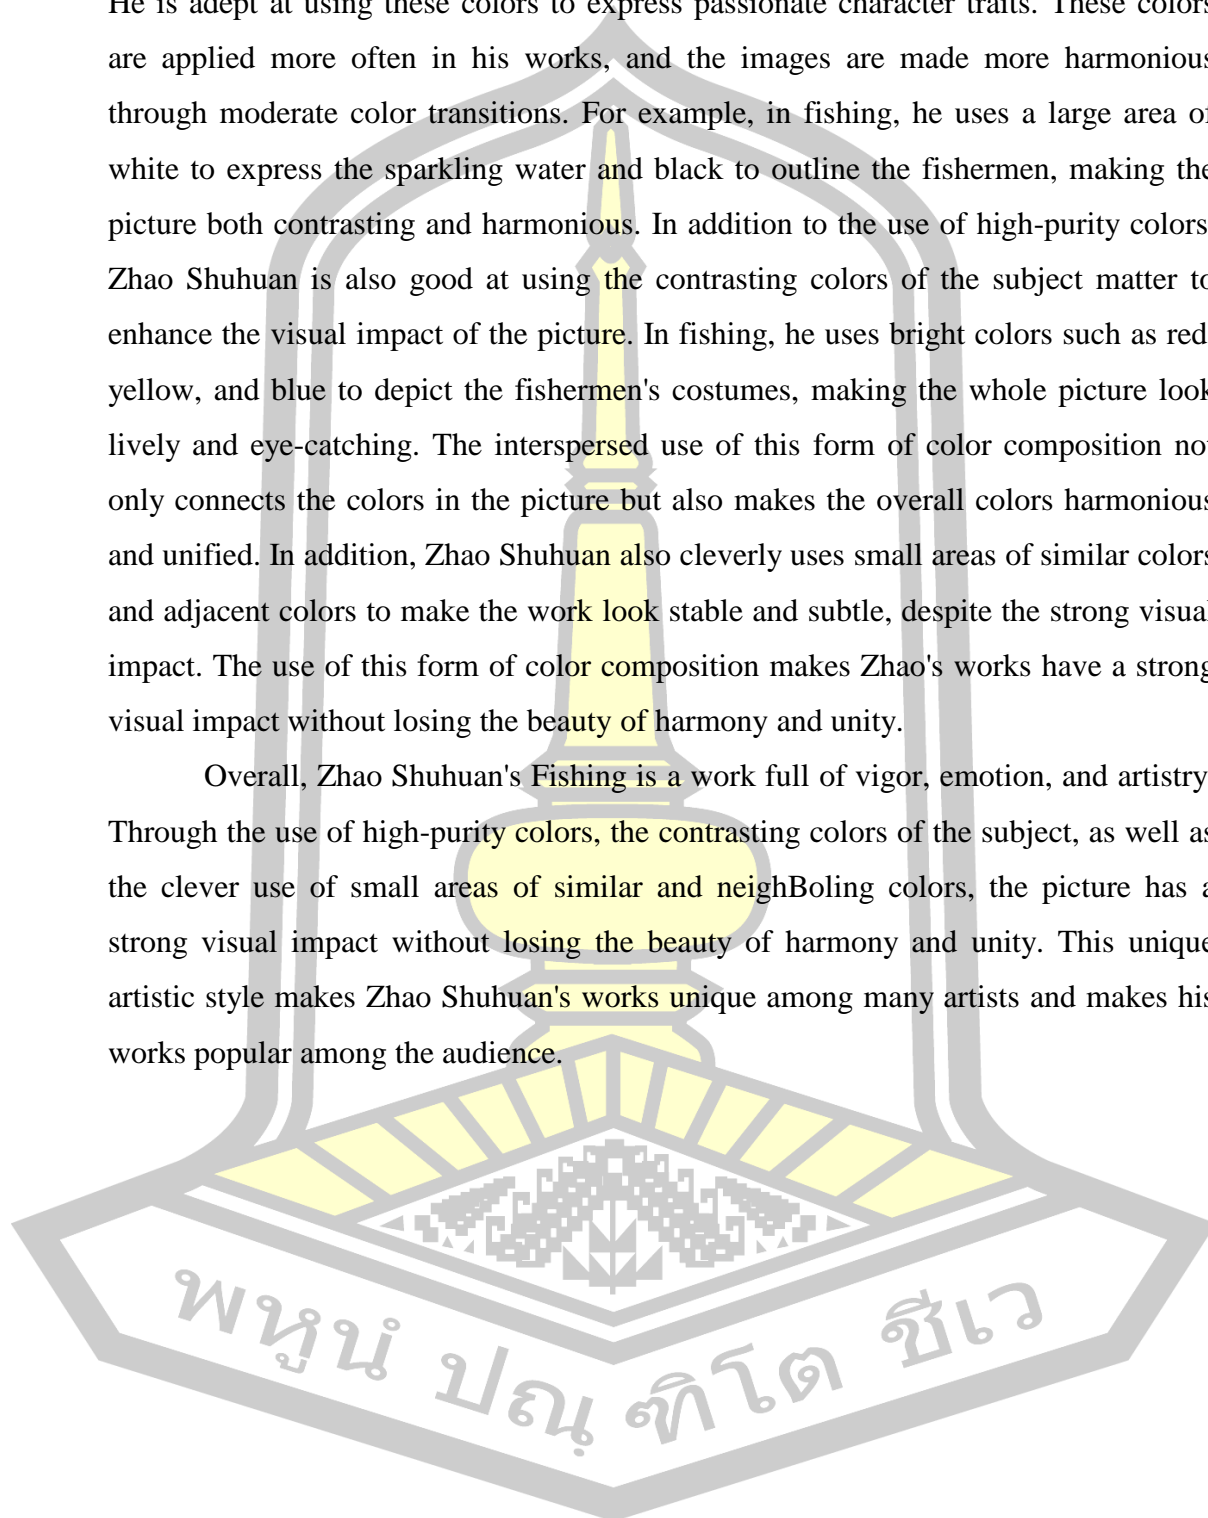 He is adept at using these colors to express passionate character traits. These colors
are applied more often in his works, and the images are made more harmonious
through moderate color transitions. For example, in fishing, he uses a large area of
white to express the sparkling water and black to outline the fishermen, making the
picture both contrasting and harmonious. In addition to the use of high-purity colors
Zhao Shuhuan is also good at using the contrasting colors of the subject matter to
enhance the visual impact of the picture. In fishing, he uses bright colors such as red
yellow, and blue to depict the fishermen's costumes, making the whole picture look
lively and eye-catching. The interspersed use of this form of color composition not
only connects the colors in the picture but also makes the overall colors harmonious
and unified. In addition, Zhao Shuhuan also cleverly uses small areas of similar colors
and adjacent colors to make the work look stable and subtle, despite the strong visual
impact. The use of this form of color composition makes Zhao's works have a strong
visual impact without losing the beauty of harmony and unity.
Overall, Zhao Shuhuan's Fishing is a work full of vigor, emotion, and artistry
Through the use of high-purity colors, the contrasting colors of the subject, as well as
the clever use of small areas of similar and neighBoling colors, the picture has a
strong visual impact without losing the beauty of harmony and unity. This unique
artistic style makes Zhao Shuhuan's works unique among many artists and makes his
works popular among the audience.
พหูนํ ปณฺฑิโต ชีเว